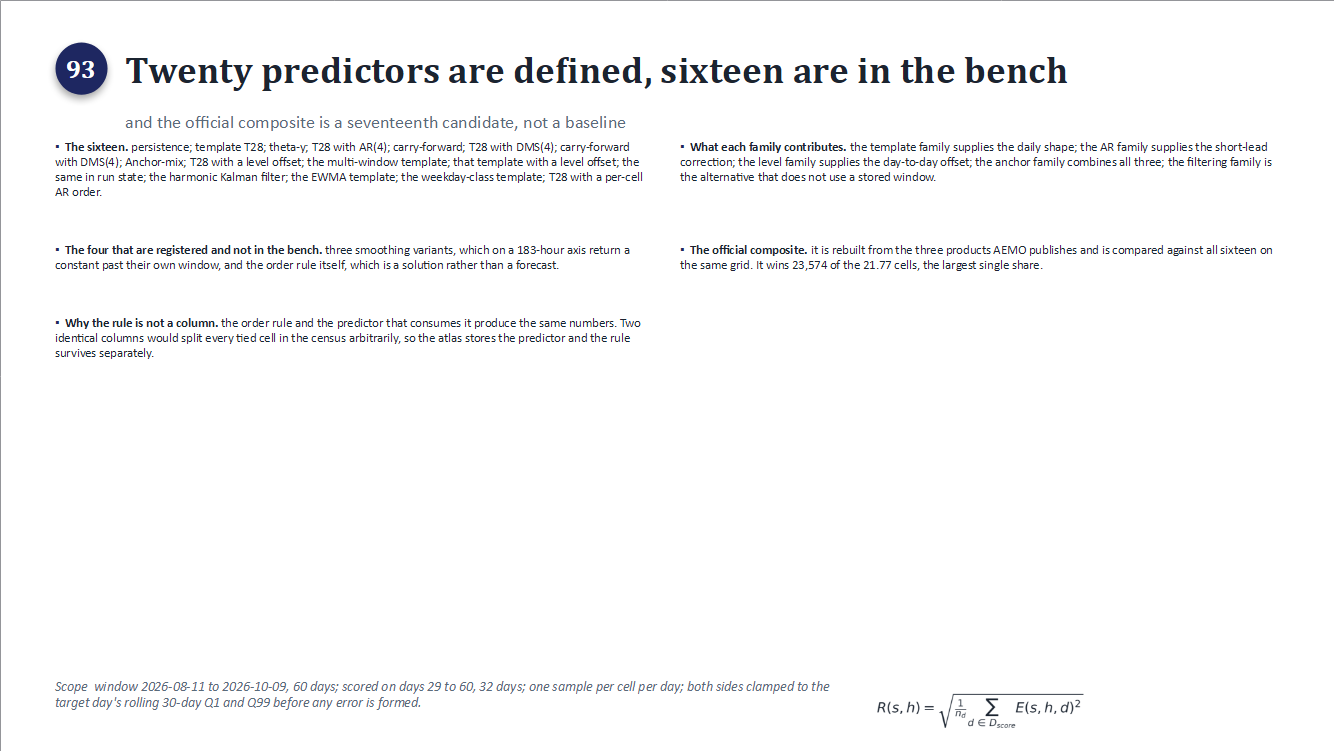 93
Twenty predictors are defined, sixteen are in the bench
and the official composite is a seventeenth candidate, not a baseline
▪ The sixteen. persistence; template T28; theta-y; T28 with AR(4); carry-forward; T28 with DMS(4); carry-forward
with DMS(4); Anchor-mix; T28 with a level offset; the multi-window template; that template with a level offset; the
same in run state; the harmonic Kalman filter; the EWMA template; the weekday-class template; T28 with a per-cell
AR order.
▪ The four that are registered and not in the bench. three smoothing variants, which on a 183-hour axis return a
constant past their own window, and the order rule itself, which is a solution rather than a forecast.
▪ Why the rule is not a column. the order rule and the predictor that consumes it produce the same numbers. Two
identical columns would split every tied cell in the census arbitrarily, so the atlas stores the predictor and the rule
survives separately.
▪ What each family contributes. the template family supplies the daily shape; the AR family supplies the short-lead
correction; the level family supplies the day-to-day offset; the anchor family combines all three; the filtering family is
the alternative that does not use a stored window.
▪ The official composite. it is rebuilt from the three products AEMO publishes and is compared against all sixteen on
the same grid. It wins 23,574 of the 21.77 cells, the largest single share.
Scope window 2026-08-11 to 2026-10-09, 60 days; scored on days 29 to 60, 32 days; one sample per cell per day; both sides clamped to the
target day's rolling 30-day Q1 and Q99 before any error is formed.
R(s, h) = √ 1/n_d ∑ d ∈ D_score E(s, h, d)²